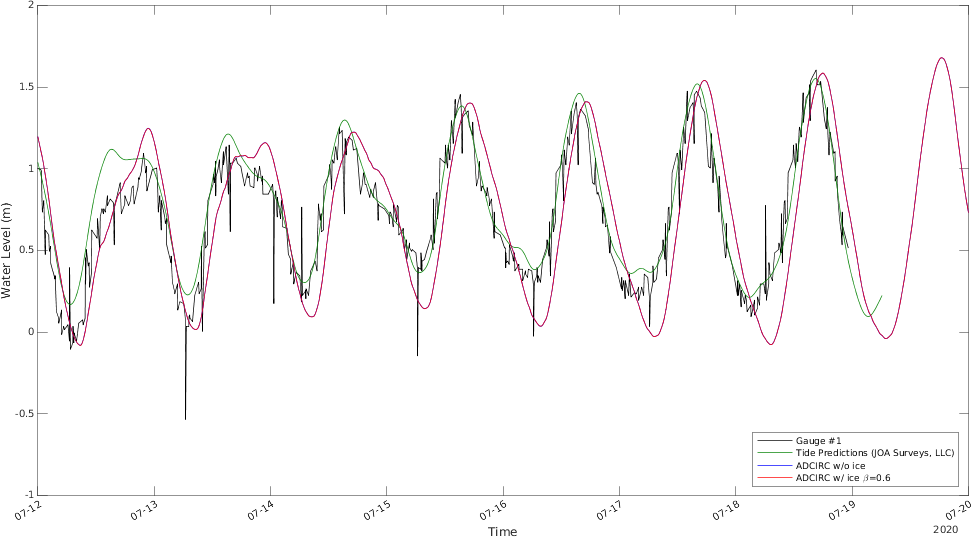 2
1.5
1
0.5
0
-0.5
-1
Water Level (m)
07-12
07-13
07-14
07-15
07-16
07-17
07-18
07-19
07-20
Time
2020
Gauge #1
Tide Predictions (JOA Surveys, LLC)
ADCIRC w/o ice
ADCIRC w/ ice β=0.6